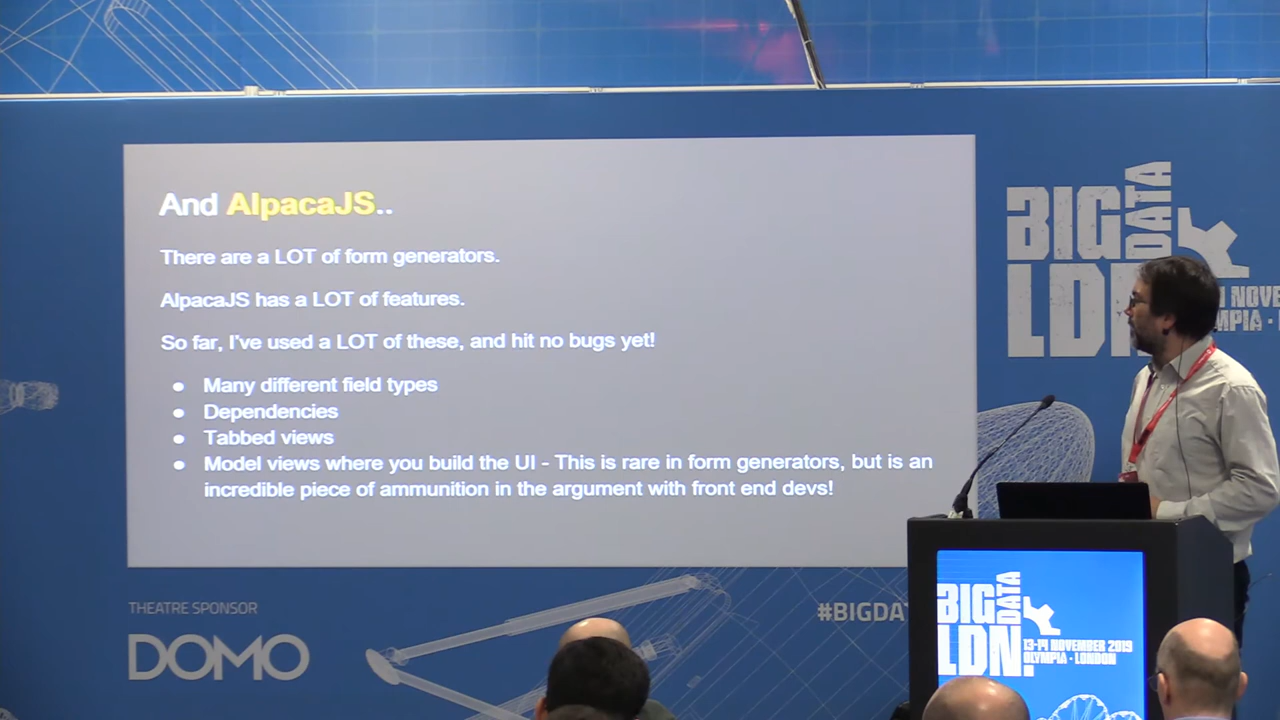 And AlpacaJS..
There are a LOT of form generators.
AlpacaJS has a LOT of features.
So far, I've used a LOT of these, and hit no bugs yet!
● Many different field types
● Dependencies
● Tabbed views
● Model views where you build the UI - This is rare in form generators, but is an
incredible piece of ammunition in the argument with front end devs!
BIG
DATA
LDN
NOVE
MPIA ·
THEATRE SPONSOR
DOMO
#BIGDA
BIG
DATA
LDN.
13-14 NOVEMBER 2019
OLYMPIA · LONDON